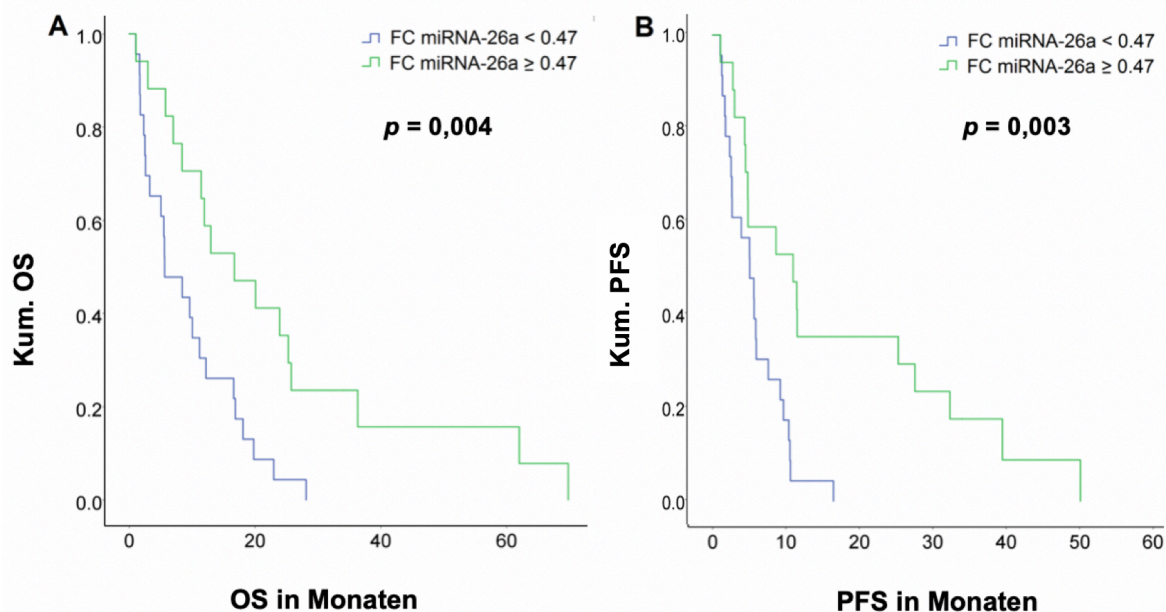 A
FC miRNA-26a < 0.47
FC miRNA-26a ≥ 0.47
p = 0,004
Kum. OS
1.0
0.8
0.6
0.4
0.2
0.0
0 20 40 60
OS in Monaten
B
FC miRNA-26a < 0.47
FC miRNA-26a ≥ 0.47
p = 0,003
Kum. PFS
1.0
0.8
0.6
0.4
0.2
0.0
0 10 20 30 40 50 60
PFS in Monaten